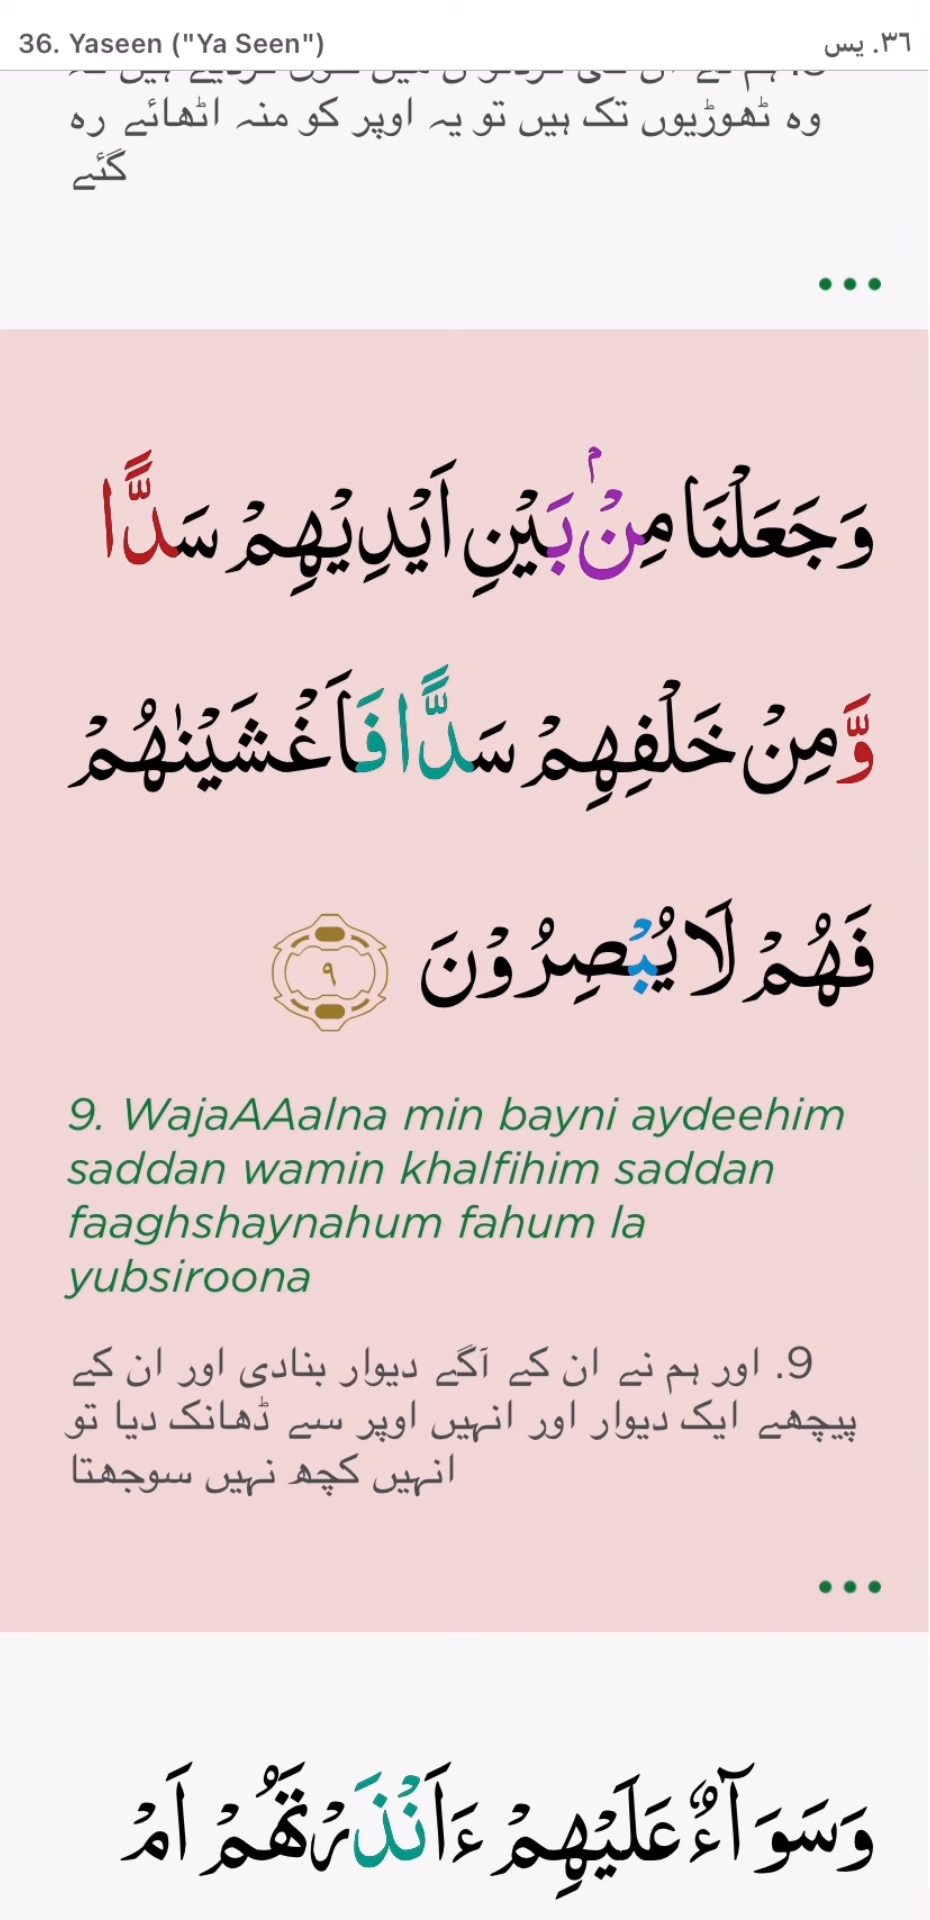 36. Yaseen ("Ya Seen") ٣٦. يس
وہ ٹھوڑیوں تک ہیں تو یہ اوپر کو منہ اٹھائے رہ
گئے
وَجَعَلْنَا مِنْۢ بَيْنِ اَيْدِيْهِمْ سَدًّا
وَّمِنْ خَلْفِهِمْ سَدًّا فَاَغْشَيْنٰهُمْ
فَهُمْ لَا يُبْصِرُوْنَ ٩
9. WajaAAalna min bayni aydeehim
saddan wamin khalfihim saddan
faaghshaynahum fahum la
yubsiroona
9. اور ہم نے ان کے آگے دیوار بنادی اور ان کے
پیچھے ایک دیوار اور انہیں اوپر سے ڈھانک دیا تو
انہیں کچھ نہیں سوجھتا
وَسَوَآءٌ عَلَيْهِمْ ءَاَنْذَرْتَهُمْ اَمْ